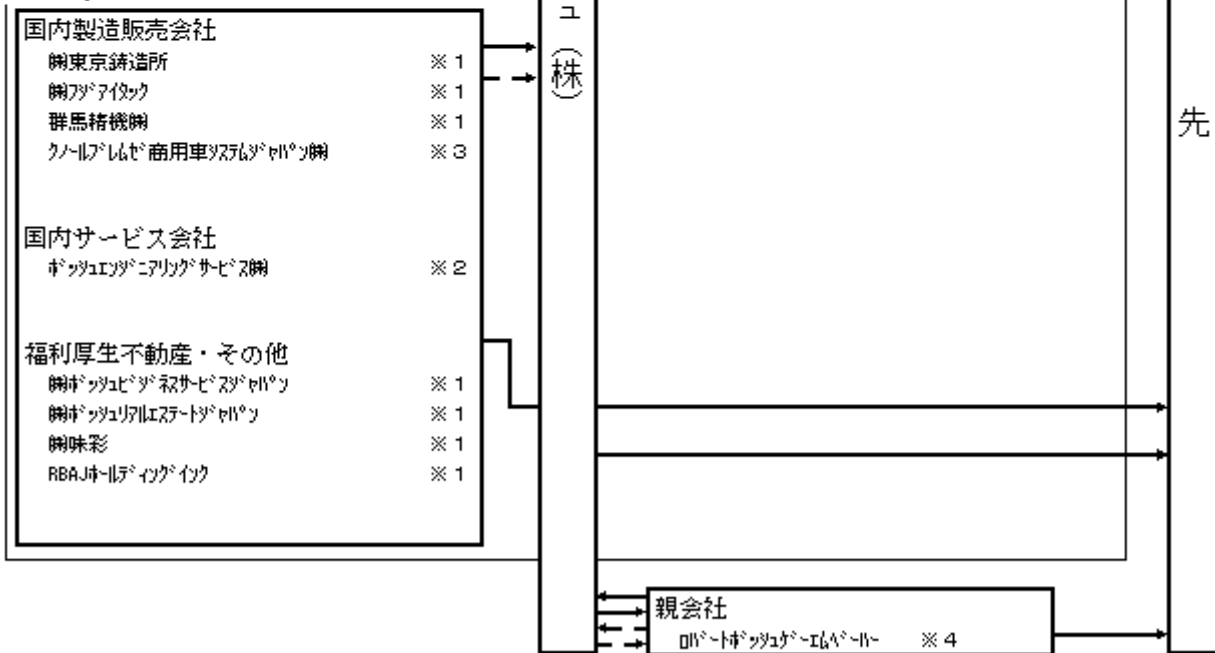 国内製造販売会社
㈱東京鋳造所 ※1
㈱ﾌｼﾞｱｲﾀｯｸ ※1
群馬精機㈱ ※1
ｸﾉｰﾙﾌﾞﾚﾑｾﾞ商用車ｼｽﾃﾑｼﾞｬﾊﾟﾝ㈱ ※3
国内サービス会社
ﾎﾞｯｼｭｴﾝｼﾞﾆｱﾘﾝｸﾞｻｰﾋﾞｽ㈱ ※2
福利厚生不動産・その他
㈱ﾎﾞｯｼｭﾋﾞｼﾞﾈｽｻｰﾋﾞｽｼﾞｬﾊﾟﾝ ※1
㈱ﾎﾞｯｼｭﾘｱﾙｴｽﾃｰﾄｼﾞｬﾊﾟﾝ ※1
㈱味彩 ※1
RBAJﾎｰﾙﾃﾞｨﾝｸﾞｲﾝｸ ※1
ュ(株)
先
親会社
ﾛﾊﾞｰﾄﾎﾞｯｼｭｹﾞｰｴﾑﾍﾞｰﾊｰ ※4